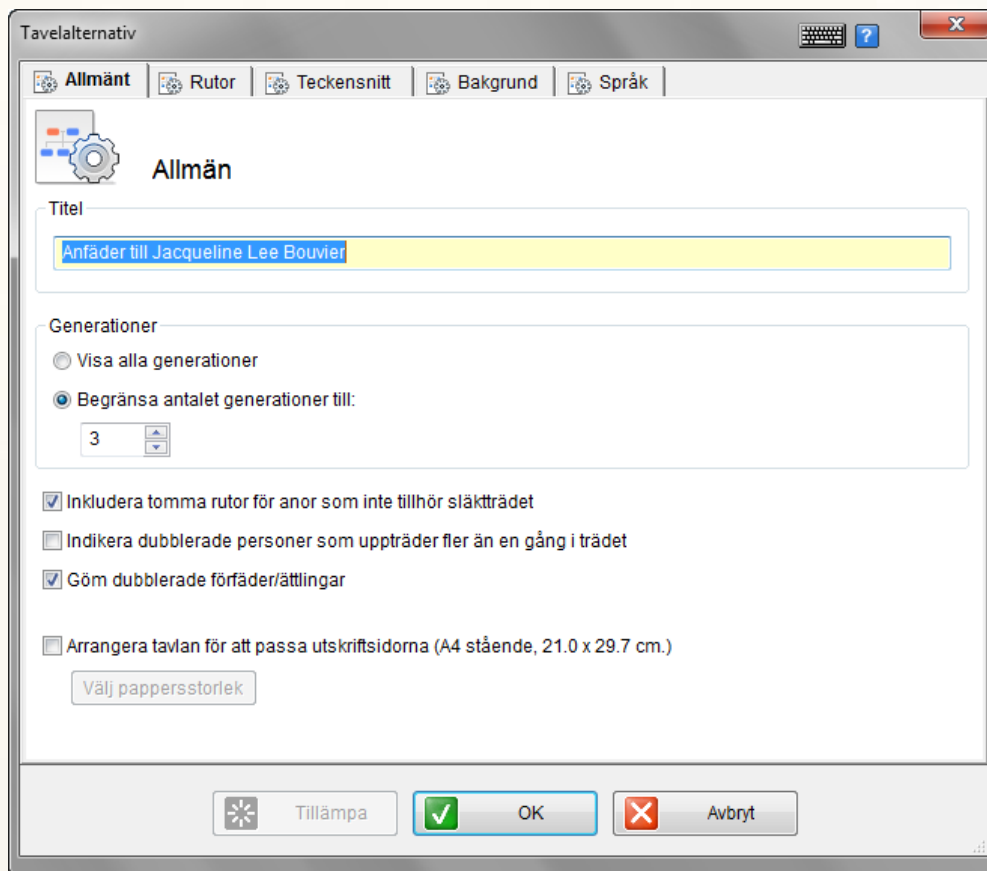 Tavelalternativ
?
Allmänt Rutor Teckensnitt Bakgrund Språk
Allmän
Titel
Anfäder till Jacqueline Lee Bouvier
Generationer
Visa alla generationer
Begränsa antalet generationer till:
3
Inkludera tomma rutor för anor som inte tillhör släktträdet
Indikera dubblerade personer som uppträder fler än en gång i trädet
Göm dubblerade förfäder/ättlingar
Arrangera tavlan för att passa utskriftsidorna (A4 stående, 21.0 x 29.7 cm.)
Välj pappersstorlek
Tillämpa OK Avbryt